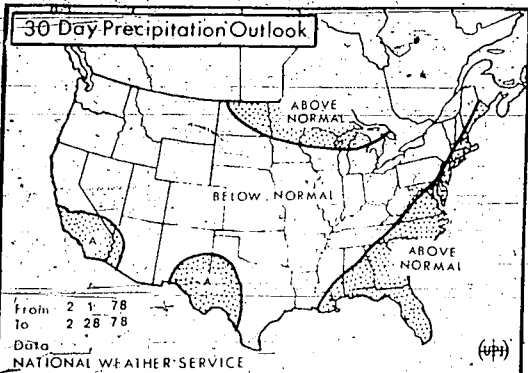 30 Day Precipitation Outlook
ABOVE
NORMAL
BELOW NORMAL
A
A
ABOVE
NORMAL
From 2 1 78
To 2 28 78
Data
NATIONAL WEATHER SERVICE
(UPI)